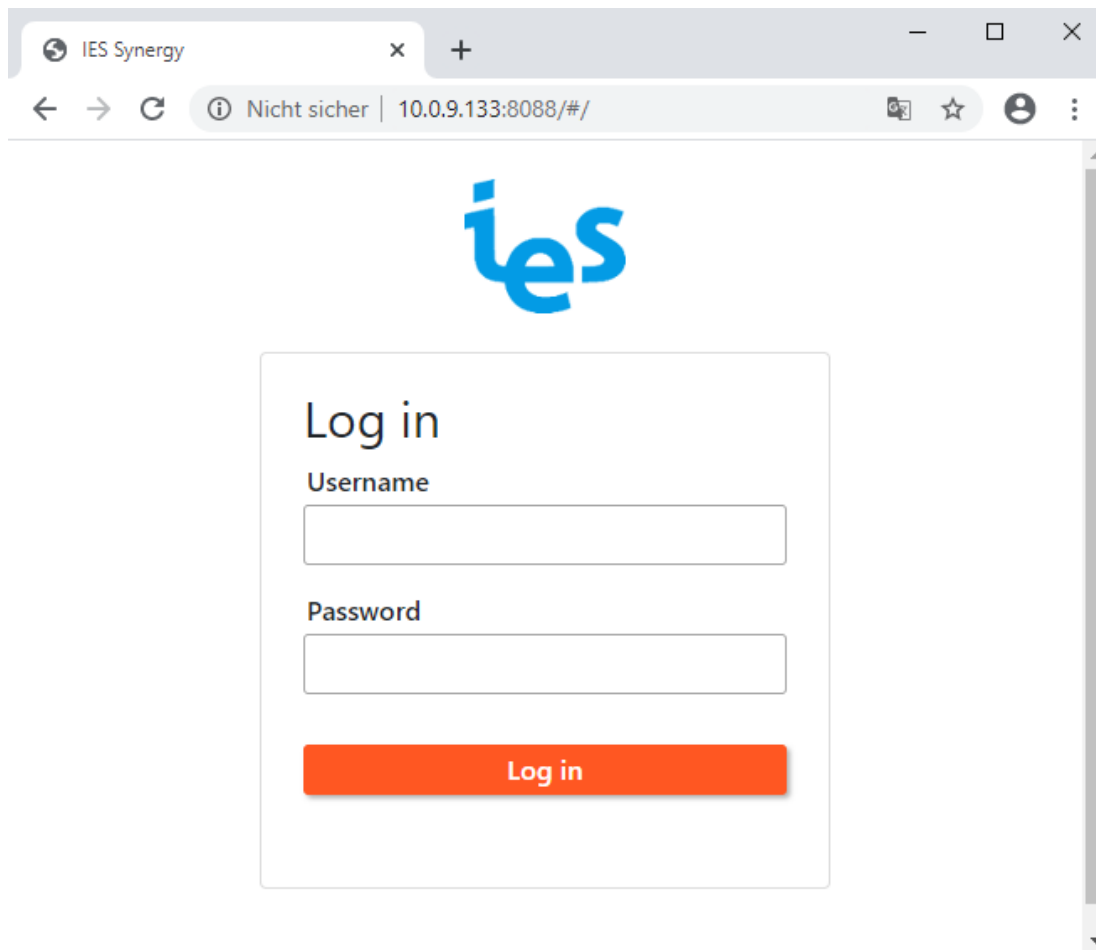 IES Synergy
Nicht sicher | 10.0.9.133:8088/#/
ies
Log in
Username
Password
Log in